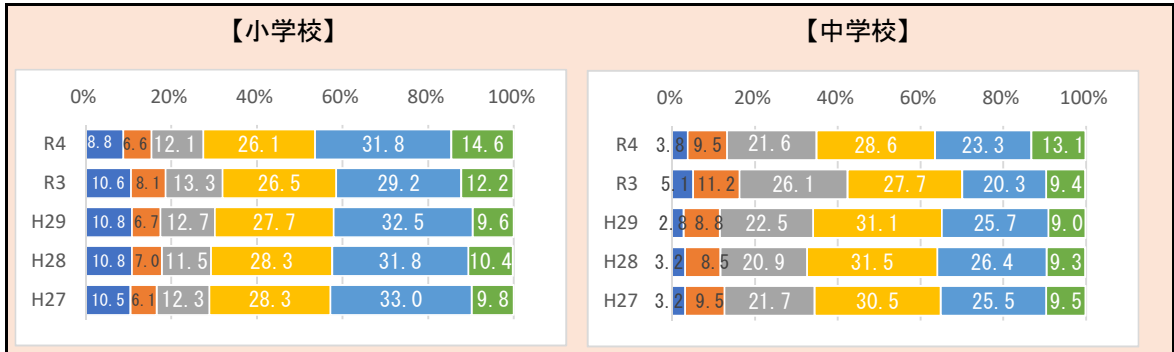 【小学校】
0% 20% 40% 60% 80% 100%
R4 8.8 6.6 12.1 26.1 31.8 14.6
R3 10.6 8.1 13.3 26.5 29.2 12.2
H29 10.8 6.7 12.7 27.7 32.5 9.6
H28 10.8 7.0 11.5 28.3 31.8 10.4
H27 10.5 6.1 12.3 28.3 33.0 9.8
【中学校】
0% 20% 40% 60% 80% 100%
R4 3.8 9.5 21.6 28.6 23.3 13.1
R3 5.1 11.2 26.1 27.7 20.3 9.4
H29 2.8 8.8 22.5 31.1 25.7 9.0
H28 3.2 8.5 20.9 31.5 26.4 9.3
H27 3.2 9.5 21.7 30.5 25.5 9.5